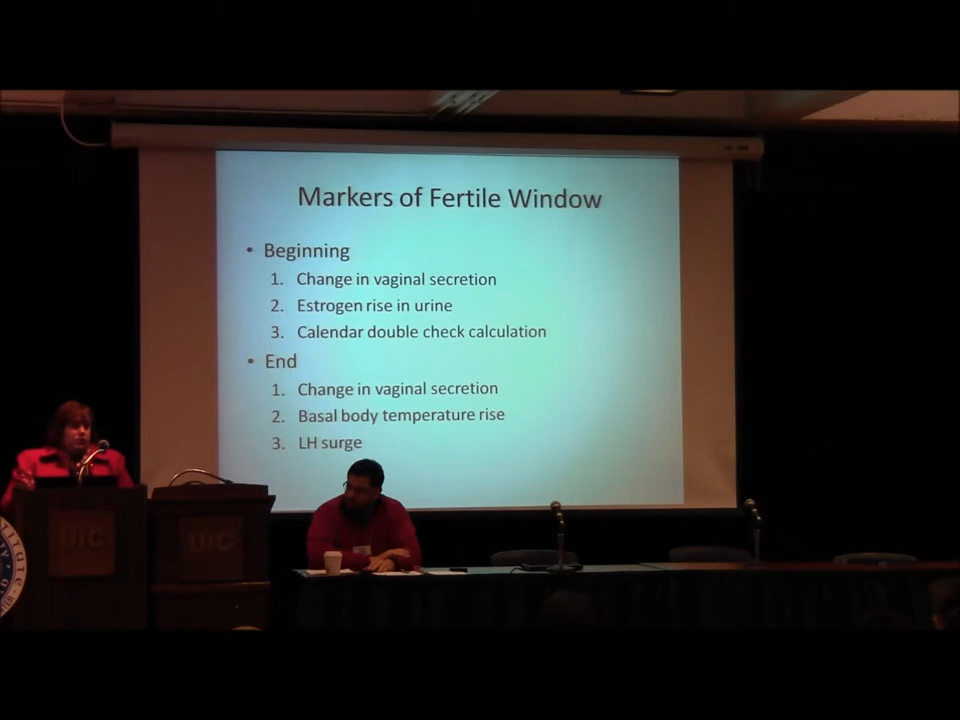 Markers of Fertile Window
• Beginning
1. Change in vaginal secretion
2. Estrogen rise in urine
3. Calendar double check calculation
• End
1. Change in vaginal secretion
2. Basal body temperature rise
3. LH surge
UIC
UIC